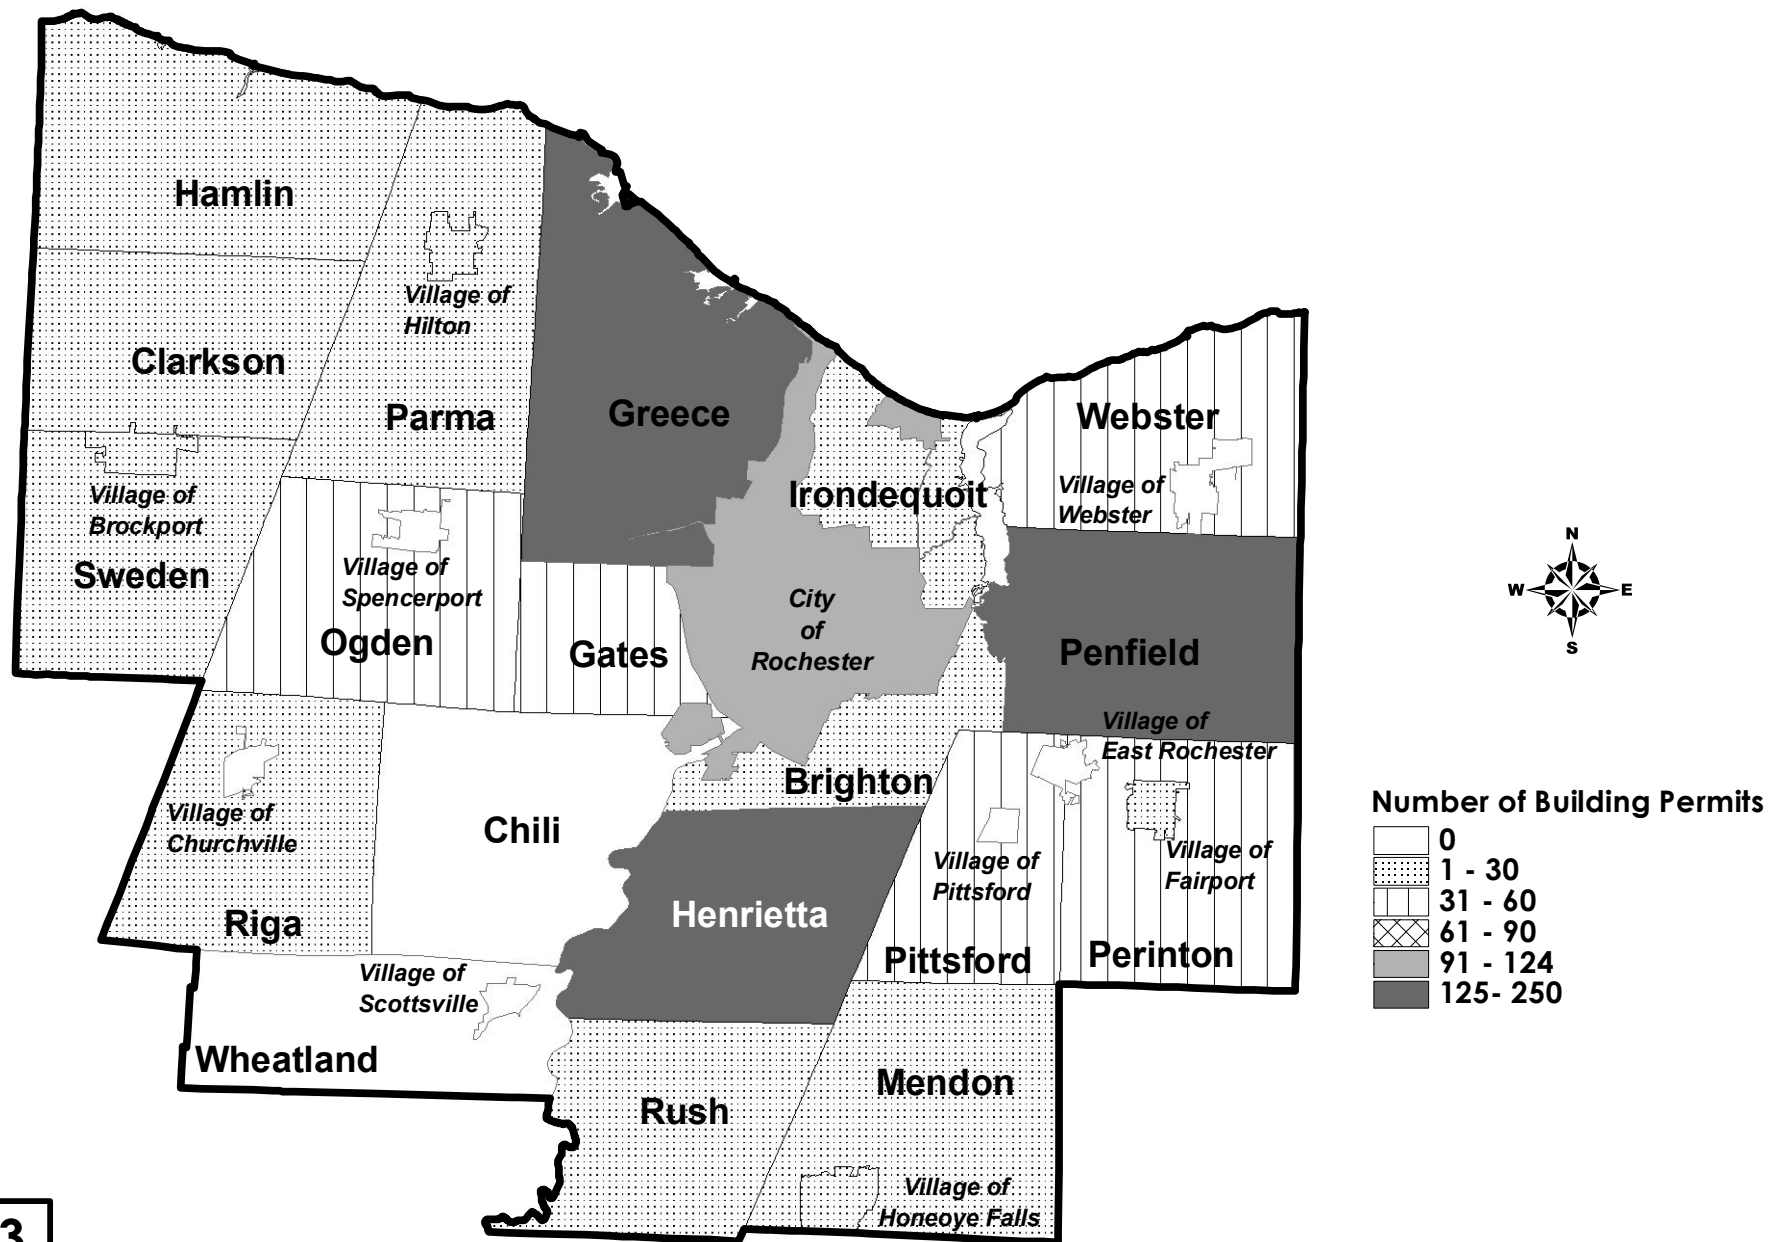 Hamlin
Village of
Hilton
Clarkson
Parma
Greece
Webster
Village of
Webster
Irondequoit
Village of
Brockport
Sweden
Village of
Spencerport
Ogden
Gates
City
of
Rochester
Penfield
Village of
East Rochester
Brighton
Village of
Churchville
Chili
Village of
Pittsford
Village of
Fairport
Riga
Henrietta
Pittsford
Perinton
Village of
Scottsville
Wheatland
Rush
Mendon
Village of
Honeoye Falls
N
W
E
S
Number of Building Permits
0
1 - 30
31 - 60
61 - 90
91 - 124
125- 250
3